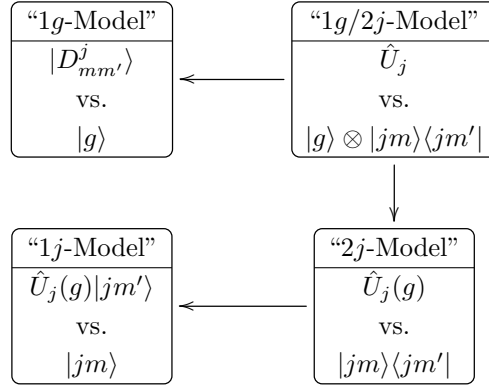 “1g-Model”
|D^j_{mm′}⟩
vs.
|g⟩
“1g/2j-Model”
Û_j
vs.
|g⟩ ⊗ |jm⟩⟨jm′|
“1j-Model”
Û_j(g)|jm′⟩
vs.
|jm⟩
“2j-Model”
Û_j(g)
vs.
|jm⟩⟨jm′|